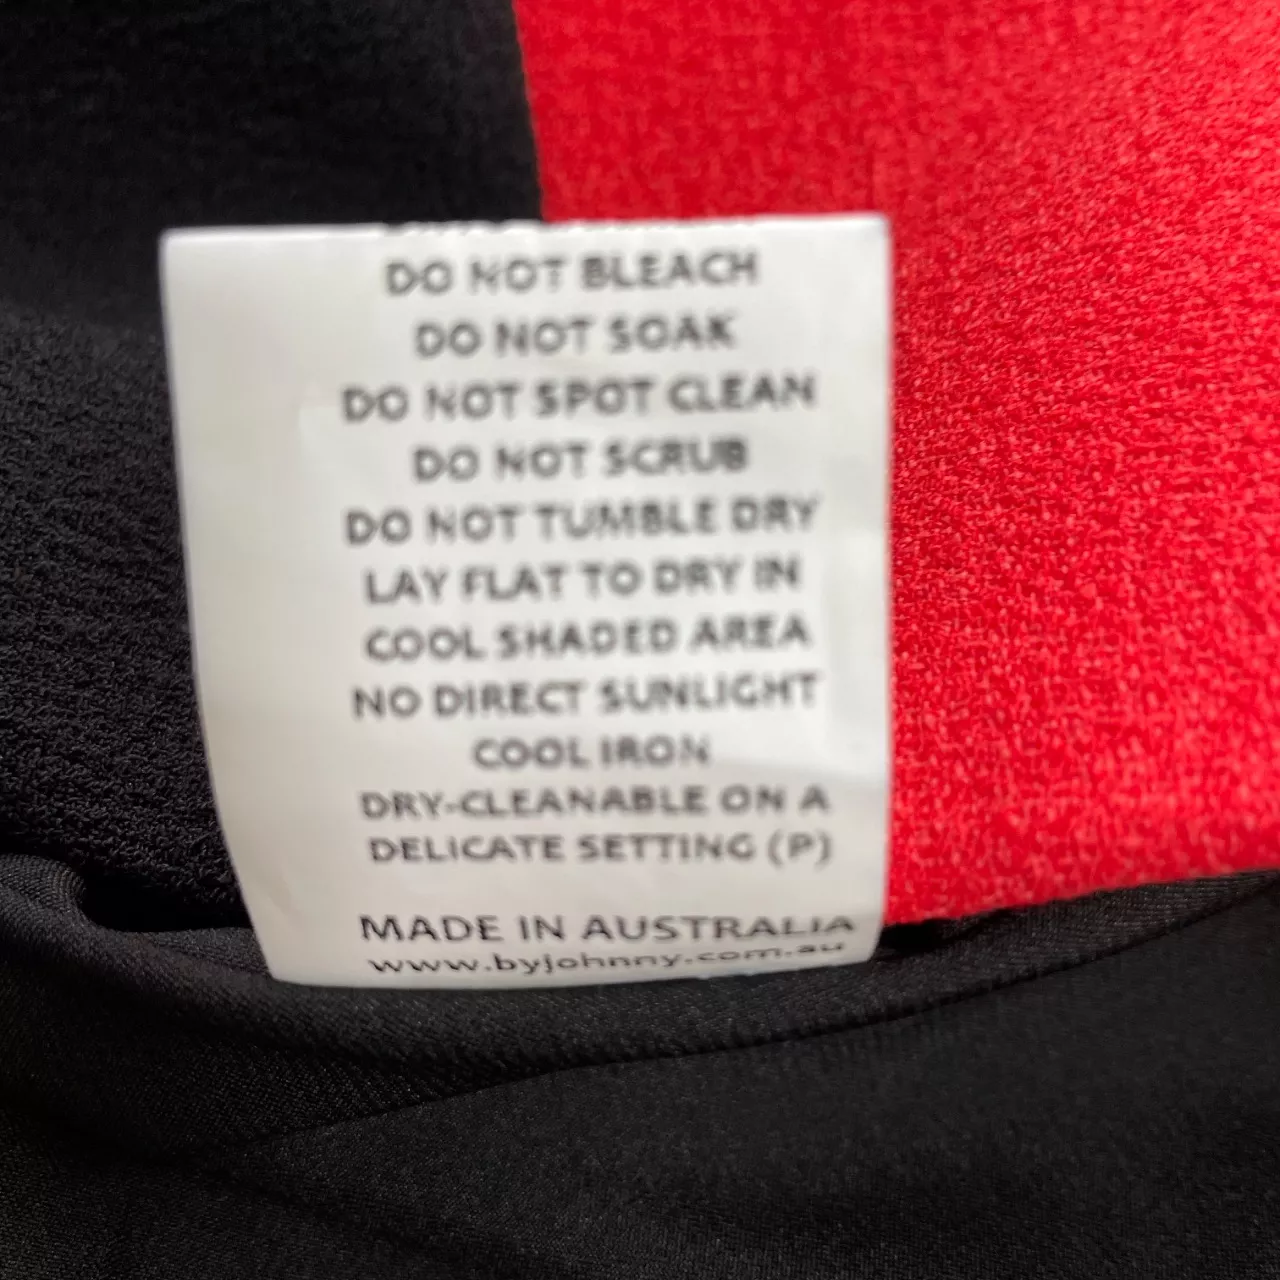 DO NOT BLEACH
DO NOT SOAK
DO NOT SPOT CLEAN
DO NOT SCRUB
DO NOT TUMBLE DRY
LAY FLAT TO DRY IN
COOL SHADED AREA
NO DIRECT SUNLIGHT
COOL IRON
DRY-CLEANABLE ON A
DELICATE SETTING (P)
MADE IN AUSTRALIA
www.byjohnny.com.au